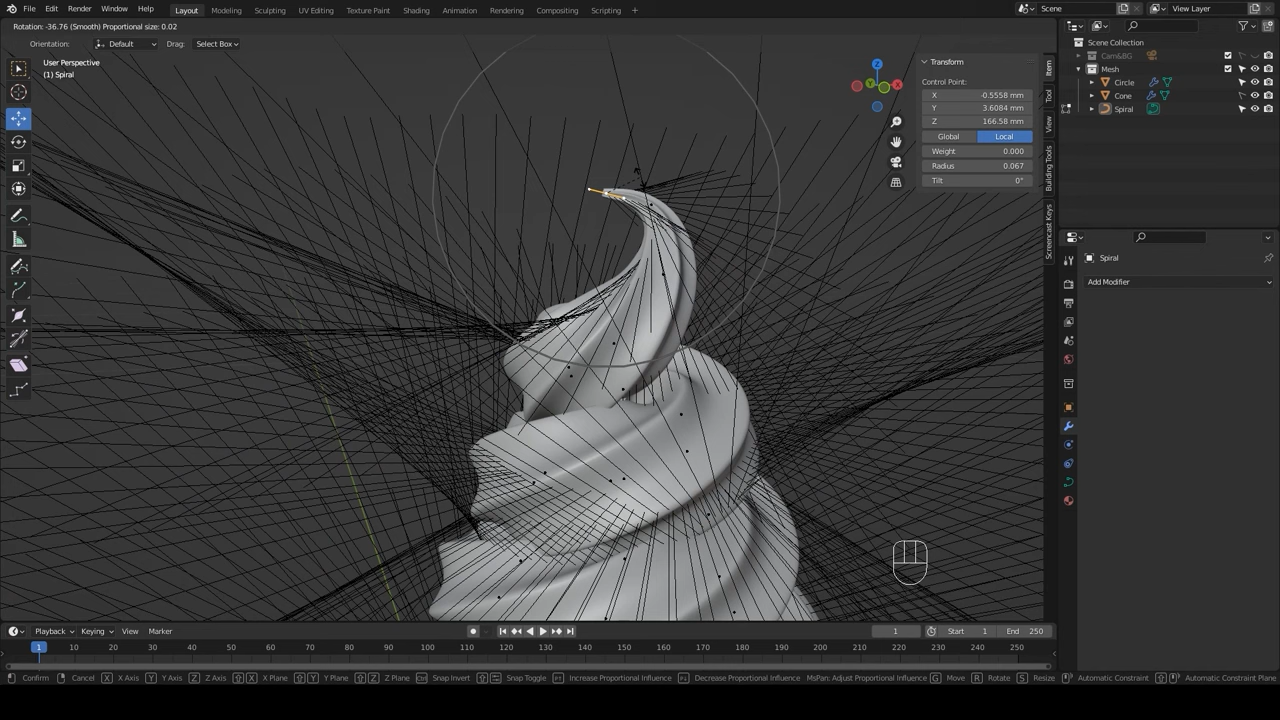 File Edit Render Window Help Layout Modeling Sculpting UV Editing Texture Paint Shading Animation Rendering Compositing Scripting + Scene View Layer
Rotation: -36.76 (Smooth) Proportional size: 0.02
Orientation: Default Drag: Select Box
User Perspective
(1) Spiral
Z
Y
X
Transform
Control Point:
X -0.5558 mm
Y 3.6084 mm
Z 166.58 mm
Global Local
Weight 0.000
Radius 0.067
Tilt 0°
Item
Tool
View
Building Tools
Screencast Keys
Scene Collection
Cam&BG
Mesh
Circle
Cone
Spiral
Spiral
Add Modifier
Playback Keying View Marker 1 Start 1 End 250
1 10 20 30 40 50 60 70 80 90 100 110 120 130 140 150 160 170 180 190 200 210 220 230 240 250
Confirm Cancel X X Axis Y Y Axis Z Z Axis X X Plane Y Y Plane Z Z Plane Snap Invert Snap Toggle Increase Proportional Influence Decrease Proportional Influence MsPan: Adjust Proportional Influence G Move R Rotate S Resize Automatic Constraint Automatic Constraint Plane